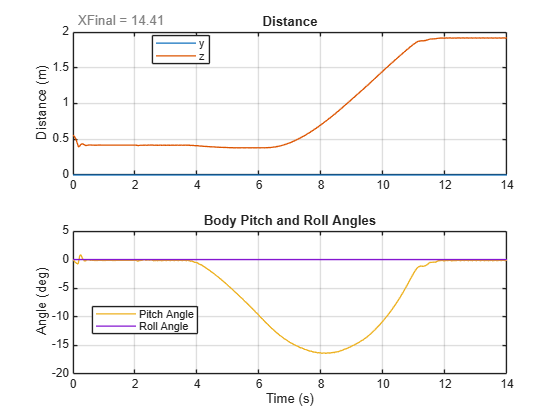 XFinal = 14.41
Distance
2
1.5
1
0.5
0
Distance (m)
y
z
0 2 4 6 8 10 12 14
Body Pitch and Roll Angles
5
0
-5
-10
-15
-20
Angle (deg)
Pitch Angle
Roll Angle
0 2 4 6 8 10 12 14
Time (s)